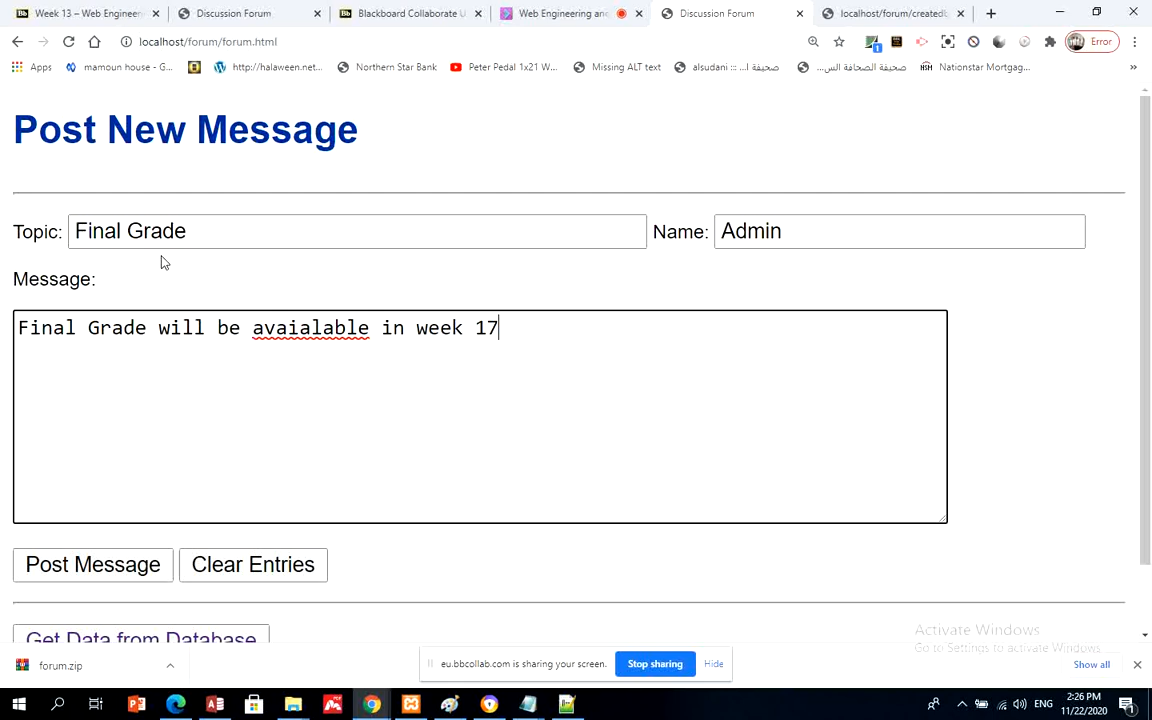 Week 13 – Web Engineer
Discussion Forum
Blackboard Collaborate U
Web Engineering and
Discussion Forum
localhost/forum/createdb
localhost/forum/forum.html
Error
Apps
mamoun house - G...
http://halaween.net...
Northern Star Bank
Peter Pedal 1x21 W...
Missing ALT text
alsudani ::: صحيفة ا...
صحيفة الصحافة الس...
Nationstar Mortgag...
Post New Message
Topic: Final Grade
Name: Admin
Message:
Final Grade will be avaialable in week 17
Post Message
Clear Entries
Get Data from Database
Activate Windows
Go to Settings to activate Windows
forum.zip
eu.bbcollab.com is sharing your screen.
Stop sharing
Hide
Show all
ENG
2:26 PM
11/22/2020